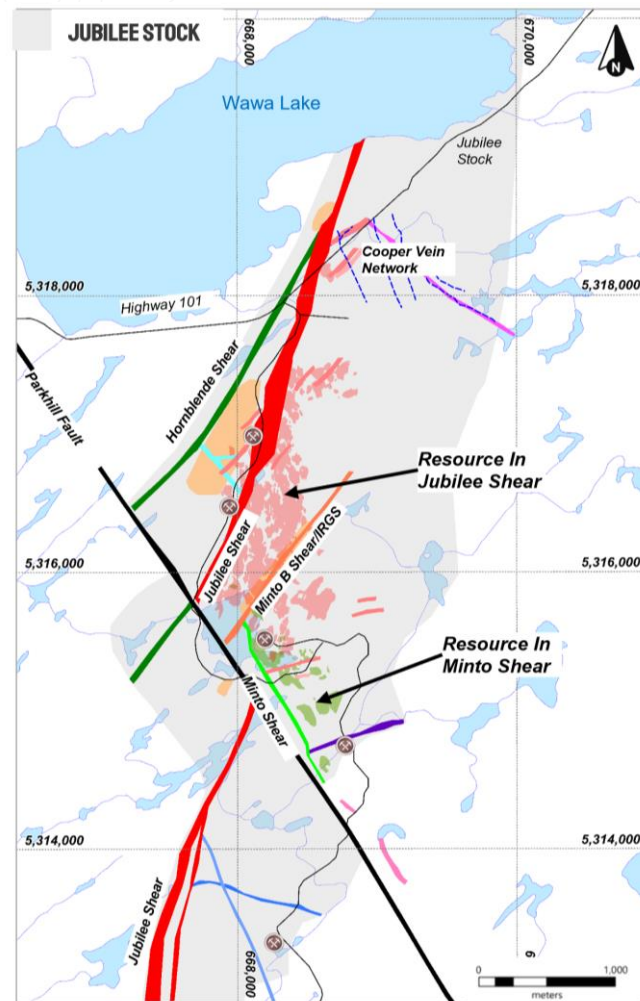 JUBILEE STOCK
668,000
670,000
N
Wawa Lake
Jubilee
Stock
Cooper Vein
Network
5,318,000
5,318,000
Highway 101
Hornblende Shear
Parkhill Fault
Resource In
Jubilee Shear
Jubilee Shear
Minto B Shear/IRGS
5,316,000
5,316,000
Resource In
Minto Shear
Minto Shear
5,314,000
5,314,000
Jubilee Shear
668,000
6
0
1,000
meters